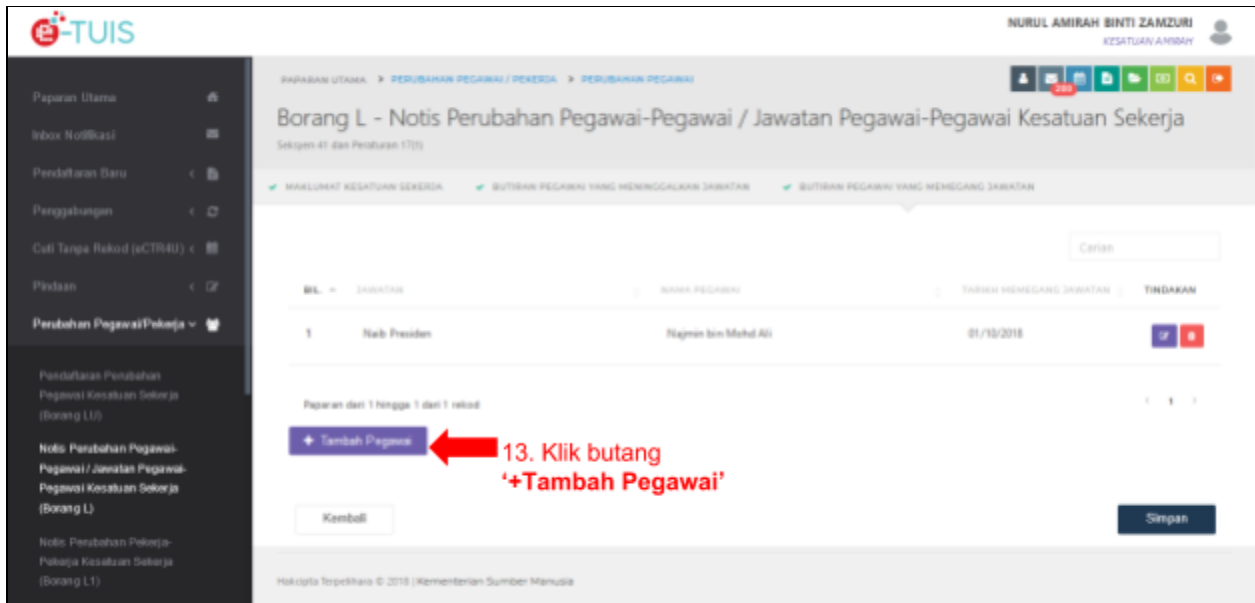 e-TUIS
NURUL AMIRAH BINTI ZAMZURI
KESATUAN AMIRAH
Paparan Utama
Inbox Notifikasi
Pendaftaran Baru
Penggabungan
Cuti Tanpa Rekod (eCTR4U)
Pindaan
Perubahan Pegawai/Pekerja
Pendaftaran Perubahan
Pegawai Kesatuan Sekerja
(Borang LU)
Notis Perubahan Pegawai-
Pegawai / Jawatan Pegawai-
Pegawai Kesatuan Sekerja
(Borang L)
Notis Perubahan Pekerja-
Pekerja Kesatuan Sekerja
(Borang L1)
PAPARAN UTAMA > PERUBAHAN PEGAWAI / PEKERJA > PERUBAHAN PEGAWAI
Borang L - Notis Perubahan Pegawai-Pegawai / Jawatan Pegawai-Pegawai Kesatuan Sekerja
Seksyen 41 dan Peraturan 17(1)
MAKLUMAT KESATUAN SEKERJA BUTIRAN PEGAWAI YANG MENINGGALKAN JAWATAN BUTIRAN PEGAWAI YANG MEMEGANG JAWATAN
Carian
BIL. JAWATAN NAMA PEGAWAI TARIKH MEMEGANG JAWATAN TINDAKAN
1 Naib Presiden Najmin bin Mohd Ali 01/10/2018
Paparan dari 1 hingga 1 dari 1 rekod
1
+ Tambah Pegawai
13. Klik butang
‘+Tambah Pegawai’
Kembali Simpan
Hakcipta Terpelihara © 2018 | Kementerian Sumber Manusia